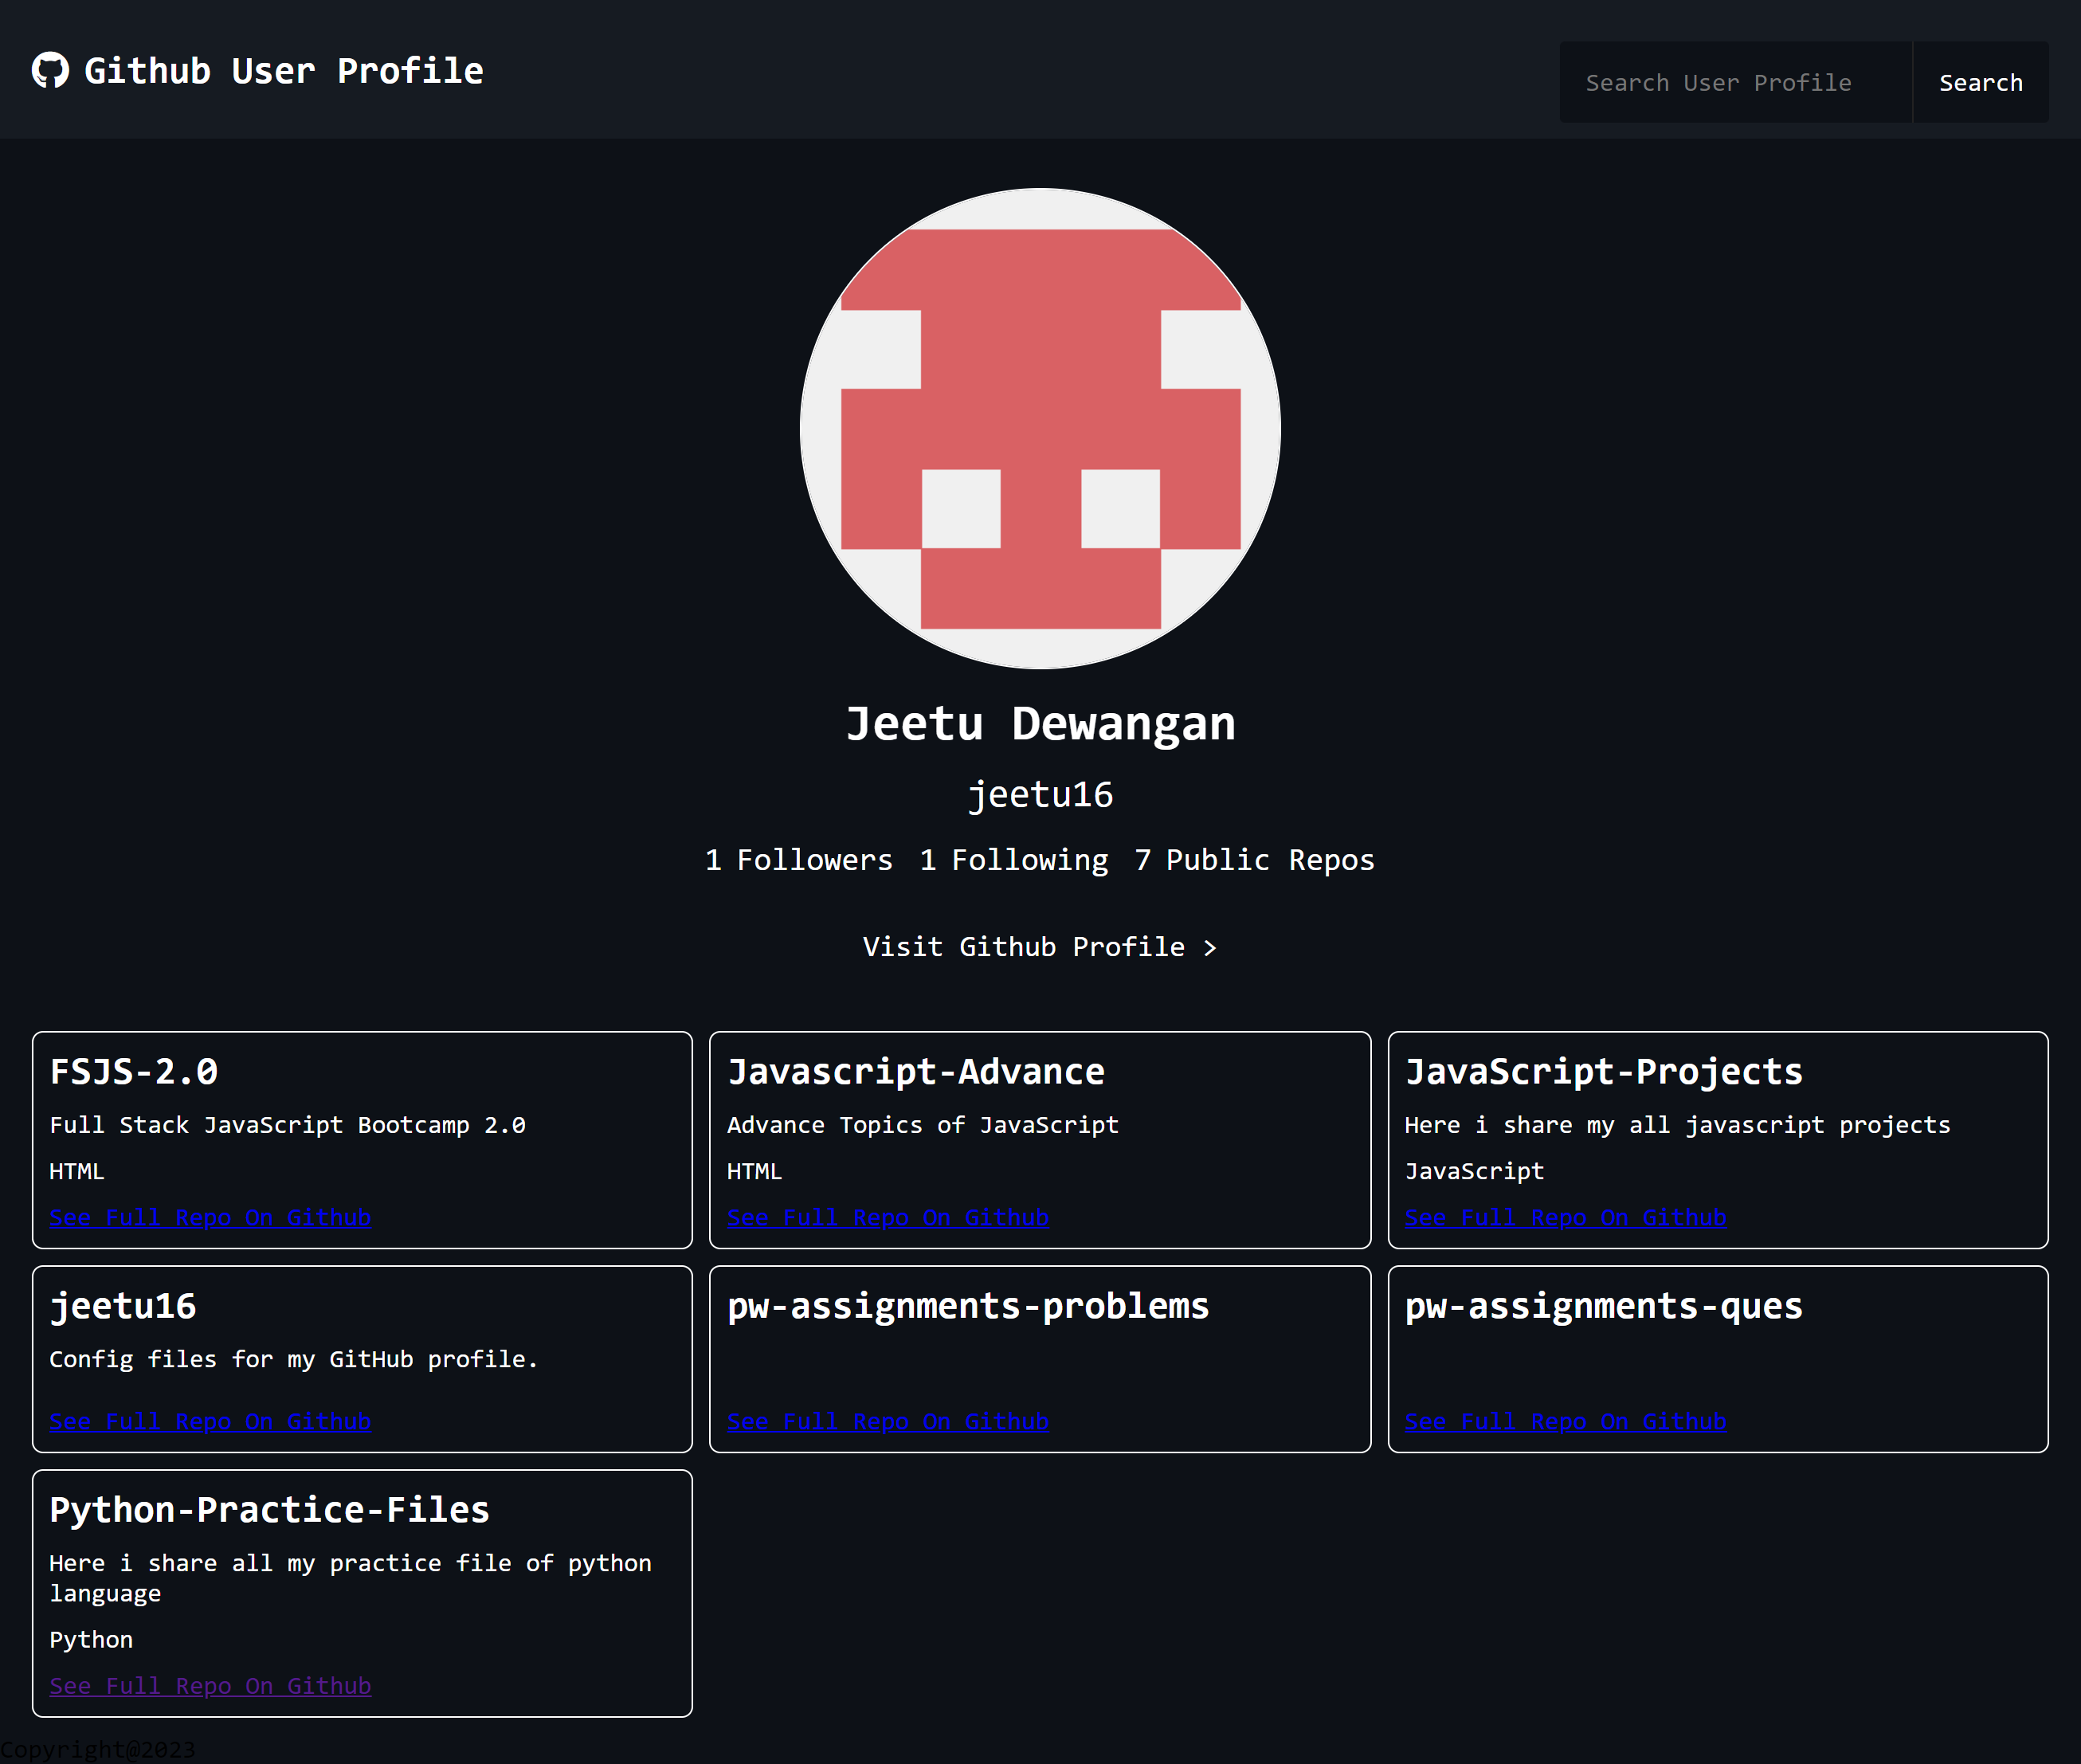 Github User Profile
Search User Profile
Search
Jeetu Dewangan
jeetu16
1 Followers 1 Following 7 Public Repos
Visit Github Profile >
FSJS-2.0
Full Stack JavaScript Bootcamp 2.0
HTML
See Full Repo On Github
Javascript-Advance
Advance Topics of JavaScript
HTML
See Full Repo On Github
JavaScript-Projects
Here i share my all javascript projects
JavaScript
See Full Repo On Github
jeetu16
Config files for my GitHub profile.
See Full Repo On Github
pw-assignments-problems
See Full Repo On Github
pw-assignments-ques
See Full Repo On Github
Python-Practice-Files
Here i share all my practice file of python
language
Python
See Full Repo On Github
Copyright@2023